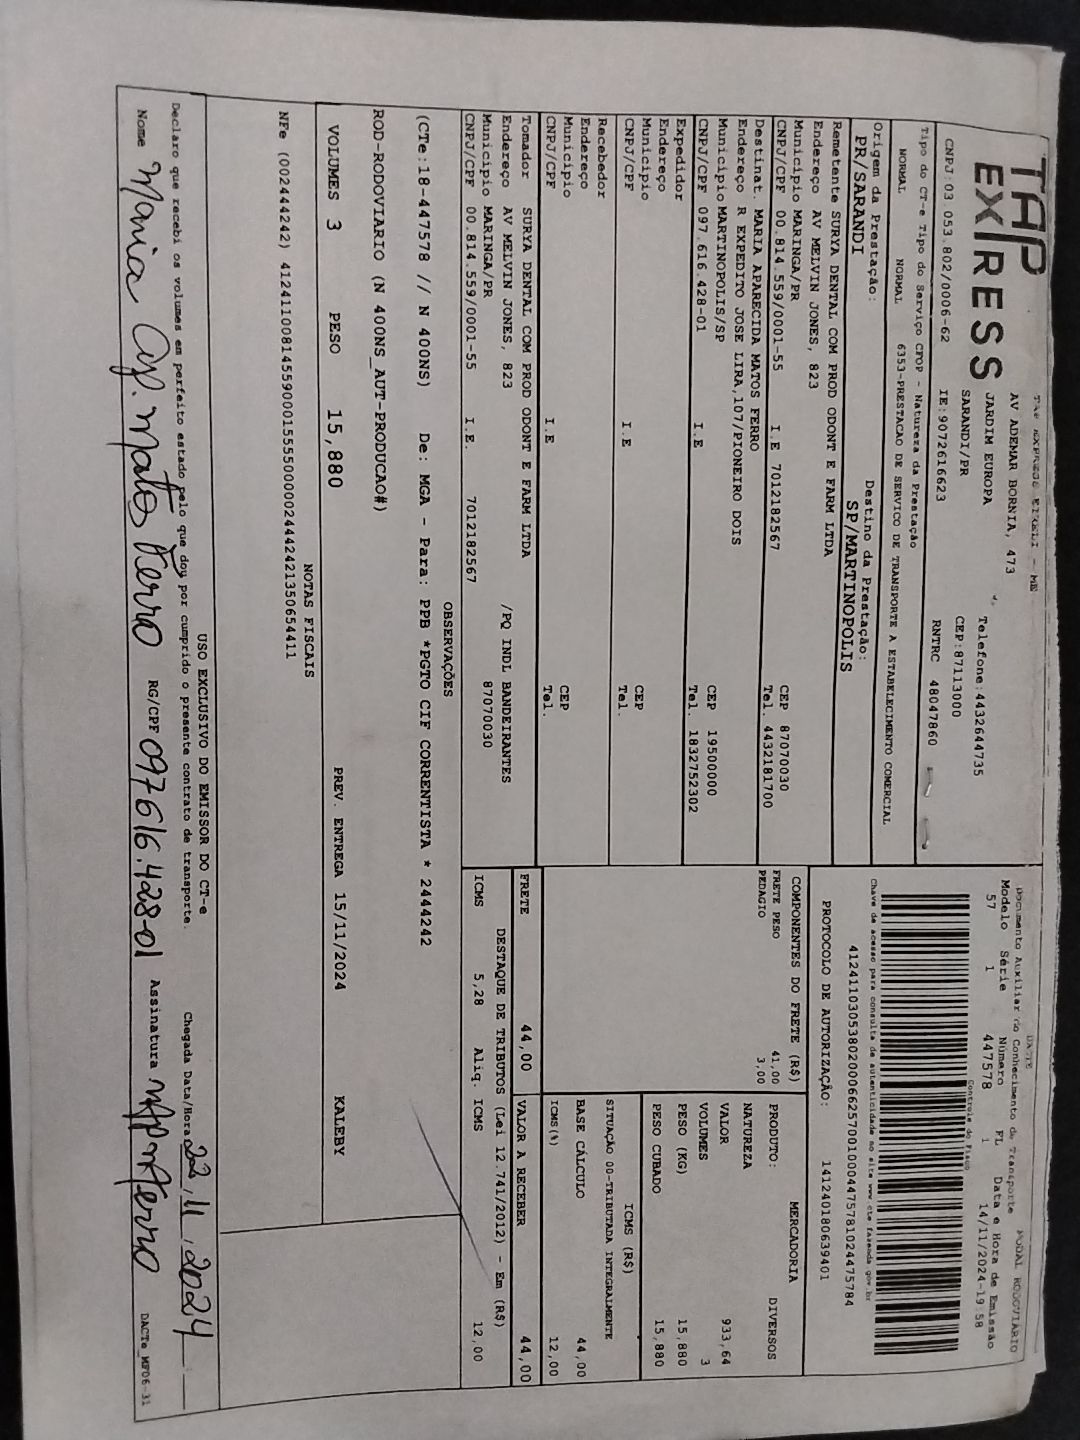 TAP
EXPRESS
TAP EXPRESS EIRELI - ME
AV ADEMAR BORNIA, 473
JARDIM EUROPA
SARANDI/PR
Telefone:4432644735
CEP:87113000
CNPJ:03.053.802/0006-62 IE:9072616623 RNTRC 48047860
Tipo do CT-e Tipo do Serviço CFOP - Natureza da Prestação
NORMAL NORMAL 6353-PRESTACAO DE SERVICO DE TRANSPORTE A ESTABELECIMENTO COMERCIAL
Origem da Prestação: Destino da Prestação:
PR/SARANDI SP/MARTINOPOLIS
DACTE
Documento Auxiliar do Conhecimento de Transporte MODAL RODOVIÁRIO
Modelo Série Número FL Data e Hora de Emissão
57 1 447578 1 14/11/2024-19:58
Controle do Fisco
Chave de acesso para consulta de autenticidade no site www.cte.fazenda.gov.br
41241103053802000662570010004475781024475784
PROTOCOLO DE AUTORIZAÇÃO: 141240180639401
Remetente SURYA DENTAL COM PROD ODONT E FARM LTDA
Endereço AV MELVIN JONES, 823
Municipio MARINGA/PR CEP 87070030
CNPJ/CPF 00.814.559/0001-55 I.E 7012182567 Tel. 4432181700
Destinat. MARIA APARECIDA MATOS FERRO
Endereço R EXPEDITO JOSE LIRA,107/PIONEIRO DOIS
Municipio MARTINOPOLIS/SP CEP 19500000
CNPJ/CPF 097.616.428-01 I.E Tel. 1832752302
Expedidor
Endereço
Municipio CEP
CNPJ/CPF I.E Tel.
Recebedor
Endereço
Municipio CEP
CNPJ/CPF I.E Tel.
Tomador SURYA DENTAL COM PROD ODONT E FARM LTDA
Endereço AV MELVIN JONES, 823 /PQ INDL BANDEIRANTES
Municipio MARINGA/PR 87070030
CNPJ/CPF 00.814.559/0001-55 I.E. 7012182567
COMPONENTES DO FRETE (R$)
FRETE PESO 41,00
PEDAGIO 3,00
FRETE 44,00
PRODUTO: MERCADORIA
NATUREZA DIVERSOS
VALOR 933,64
VOLUMES 3
PESO (KG) 15,880
PESO CUBADO 15,880
ICMS (R$)
SITUAÇÃO 00-TRIBUTADA INTEGRALMENTE
BASE CÁLCULO 44,00
ICMS(%) 12,00
VALOR A RECEBER 44,00
DESTAQUE DE TRIBUTOS (Lei 12.741/2012) - Em (R$)
ICMS 5,28 Aliq. ICMS 12,00
OBSERVAÇÕES
(CTe:18-447578 // N 400NS) De: MGA - Para: PPB *PGTO CIF CORRENTISTA * 2444242
ROD-RODOVIARIO (N 400NS_AUT-PRODUCAO#)
VOLUMES 3 PESO 15,880 PREV. ENTREGA 15/11/2024 KALEBY
NOTAS FISCAIS
NFe (002444242) 41241100814559000155550000024442421350654411
USO EXCLUSIVO DO EMISSOR DO CT-e
Declaro que recebi os volumes em perfeito estado pelo que dou por cumprido o presente contrato de transporte. Chegada Data/Hora 22,11,2024
Nome Maria Ap. Matos Ferro RG/CPF 097616.428-01 Assinatura MApMFerro
DACTe_MFD6-31